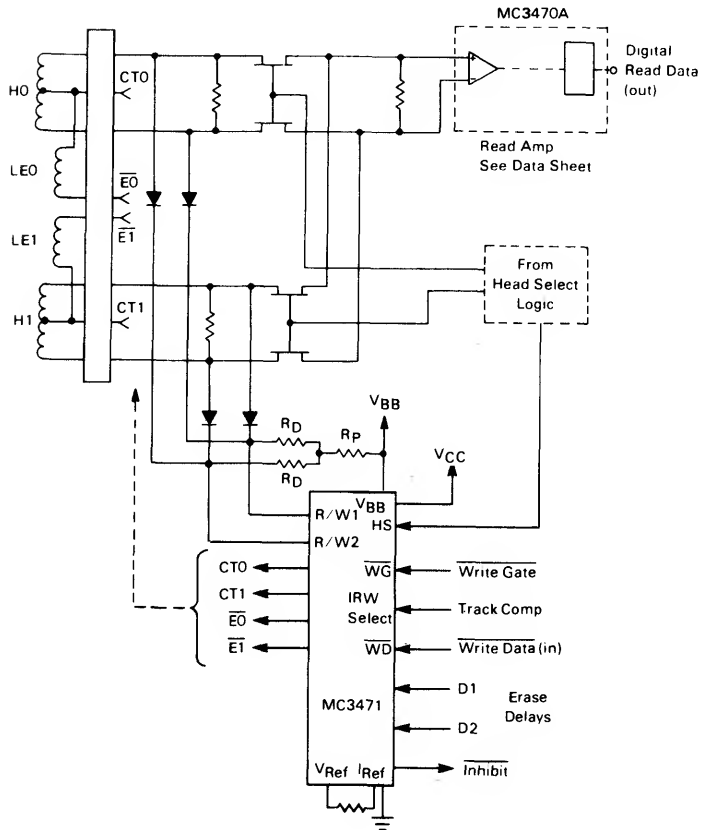 MC3470A
Digital
Read Data
(out)
Read Amp
See Data Sheet
H0
CT0
LE0
E0
E1
LE1
H1
CT1
From
Head Select
Logic
VBB
VCC
RD
RP
RD
R/W1
R/W2
VBB
HS
CT0
CT1
E0
E1
WG
IRW
Select
WD
MC3471
VRef
IRef
Write Gate
Track Comp
Write Data (in)
D1
Erase
Delays
D2
Inhibit